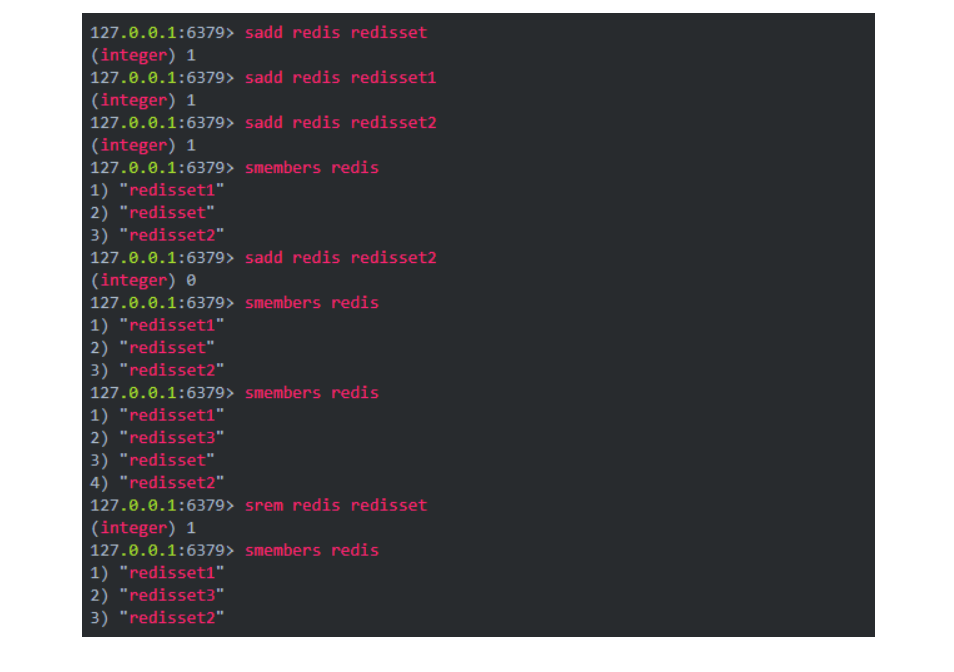 127.0.0.1:6379> sadd redis redisset
(integer) 1
127.0.0.1:6379> sadd redis redisset1
(integer) 1
127.0.0.1:6379> sadd redis redisset2
(integer) 1
127.0.0.1:6379> smembers redis
1) "redisset1"
2) "redisset"
3) "redisset2"
127.0.0.1:6379> sadd redis redisset2
(integer) 0
127.0.0.1:6379> smembers redis
1) "redisset1"
2) "redisset"
3) "redisset2"
127.0.0.1:6379> smembers redis
1) "redisset1"
2) "redisset3"
3) "redisset"
4) "redisset2"
127.0.0.1:6379> srem redis redisset
(integer) 1
127.0.0.1:6379> smembers redis
1) "redisset1"
2) "redisset3"
3) "redisset2"